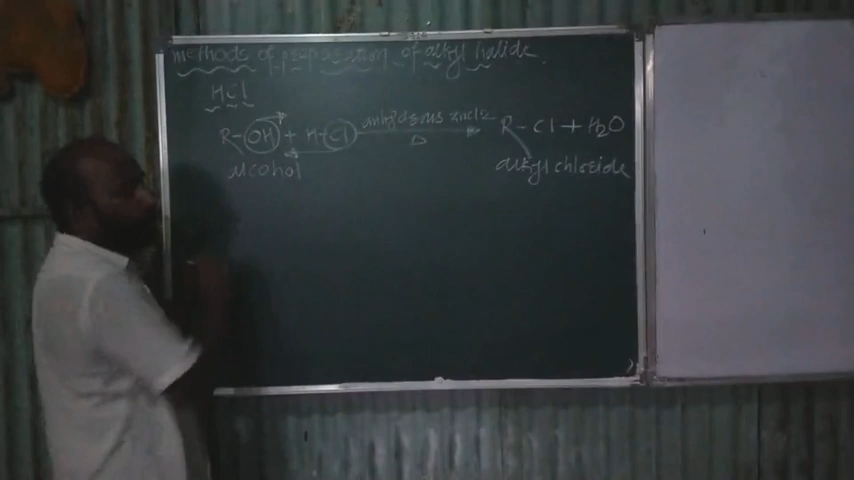 methods of preparation of alkyl halide.
HCl
R-OH + H-Cl anhydrous ZnCl2 Δ R-Cl + H2O
alcohol alkyl chloride